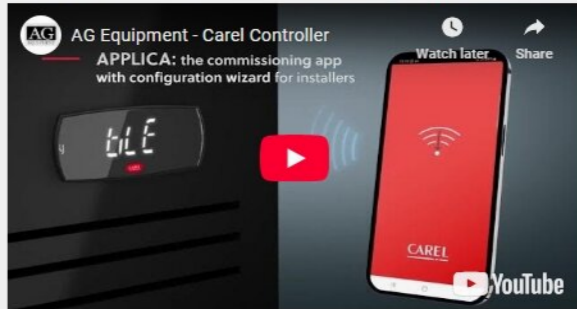 AG
AG Equipment - Carel Controller
Watch later
Share
APPLICA: the commissioning app
with configuration wizard for installers
bLE
CAREL
YouTube